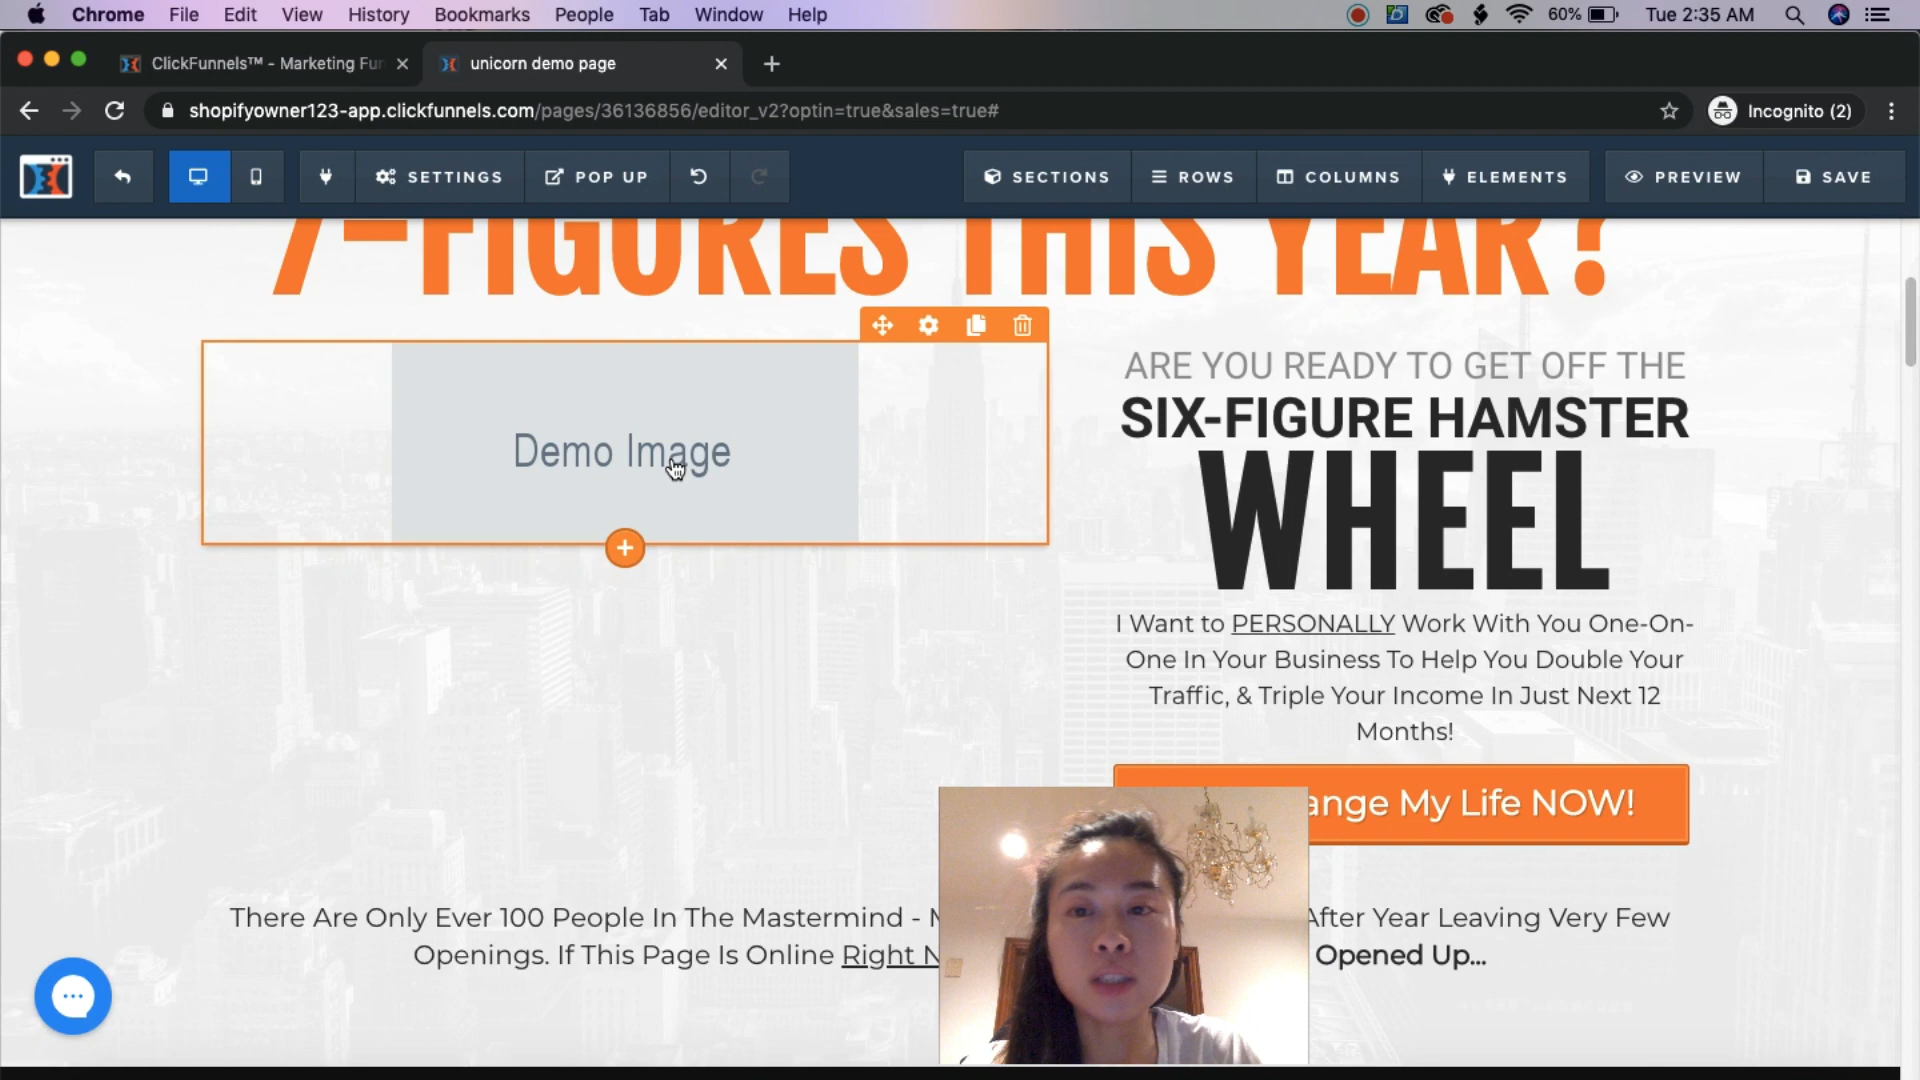 Chrome File Edit View History Bookmarks People Tab Window Help 60% Tue 2:35 AM
ClickFunnels™ - Marketing Fun unicorn demo page
shopifyowner123-app.clickfunnels.com/pages/36136856/editor_v2?optin=true&sales=true# Incognito (2)
SETTINGS POP UP SECTIONS ROWS COLUMNS ELEMENTS PREVIEW SAVE
7-FIGURES THIS YEAR?
Demo Image
ARE YOU READY TO GET OFF THE
SIX-FIGURE HAMSTER
WHEEL
I Want to PERSONALLY Work With You One-On-
One In Your Business To Help You Double Your
Traffic, & Triple Your Income In Just Next 12
Months!
ange My Life NOW!
There Are Only Ever 100 People In The Mastermind - After Year Leaving Very Few
Openings. If This Page Is Online Right N Opened Up...